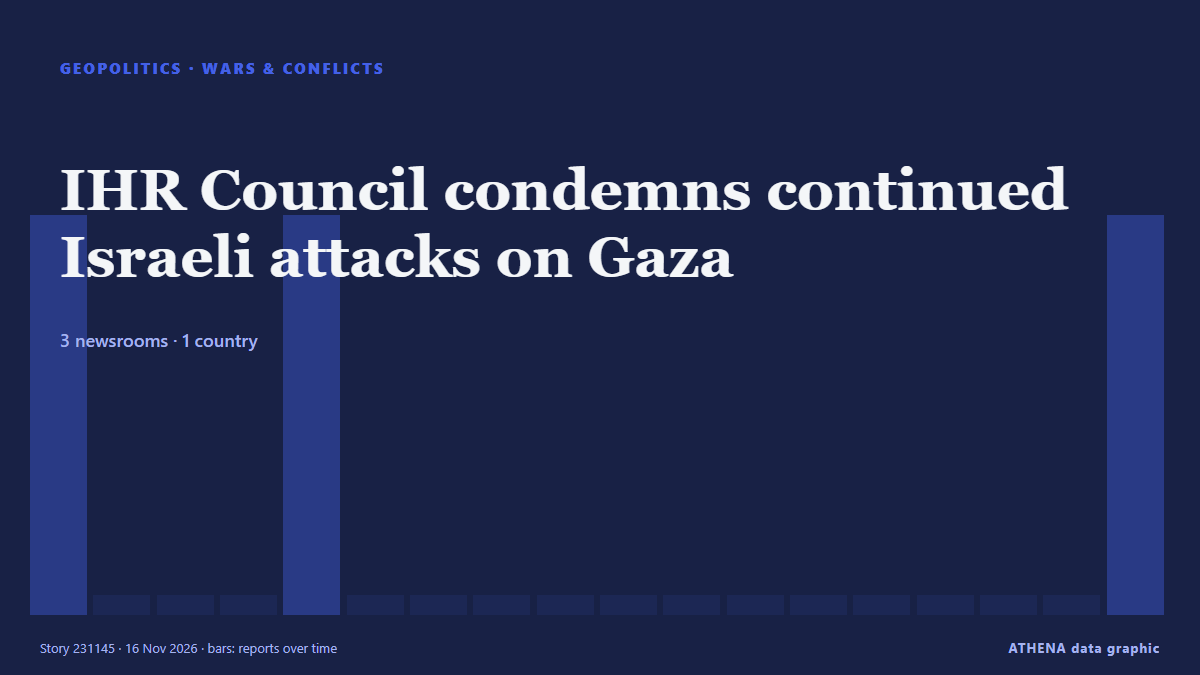 GEOPOLITICS · WARS & CONFLICTS
IHR Council condemns continued
Israeli attacks on Gaza
3 newsrooms · 1 country
Story 231145 · 16 Nov 2026 · bars: reports over time
ATHENA data graphic